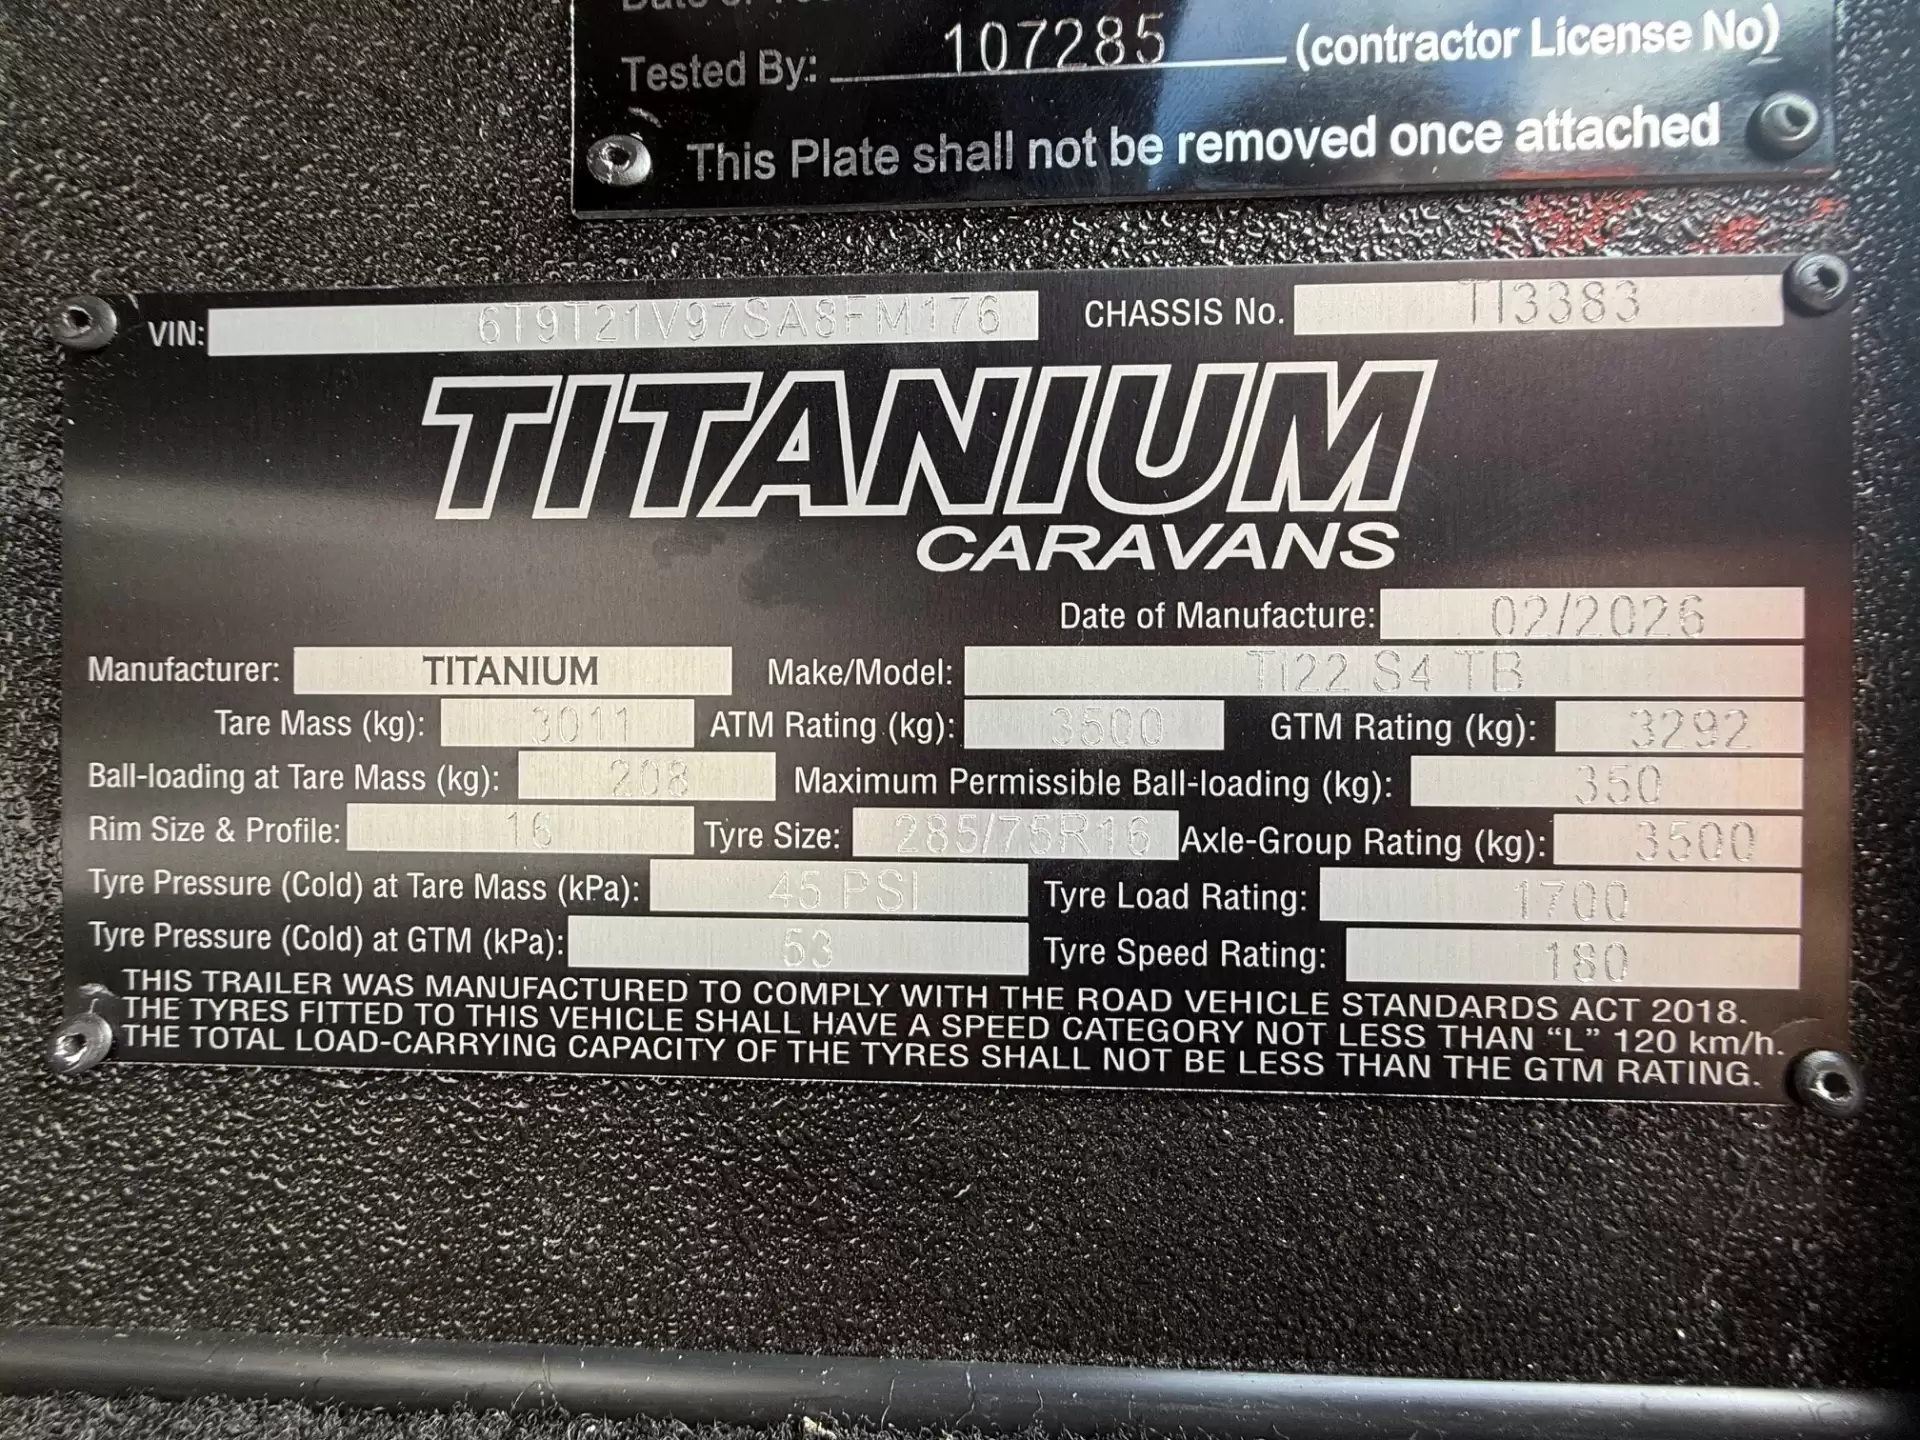 Tested By: 107285 (contractor License No)
This Plate shall not be removed once attached
VIN: 6T9T21V97SA8FM176 CHASSIS No. TI3383
TITANIUM
CARAVANS
Date of Manufacture: 02/2026
Manufacturer: TITANIUM Make/Model: TI22 S4 TB
Tare Mass (kg): 3011 ATM Rating (kg): 3500 GTM Rating (kg): 3292
Ball-loading at Tare Mass (kg): 208 Maximum Permissible Ball-loading (kg): 350
Rim Size & Profile: 16 Tyre Size: 285/75R16 Axle-Group Rating (kg): 3500
Tyre Pressure (Cold) at Tare Mass (kPa): 45 PSI Tyre Load Rating: 1700
Tyre Pressure (Cold) at GTM (kPa): 53 Tyre Speed Rating: 180
THIS TRAILER WAS MANUFACTURED TO COMPLY WITH THE ROAD VEHICLE STANDARDS ACT 2018.
THE TYRES FITTED TO THIS VEHICLE SHALL HAVE A SPEED CATEGORY NOT LESS THAN “L” 120 km/h.
THE TOTAL LOAD-CARRYING CAPACITY OF THE TYRES SHALL NOT BE LESS THAN THE GTM RATING.